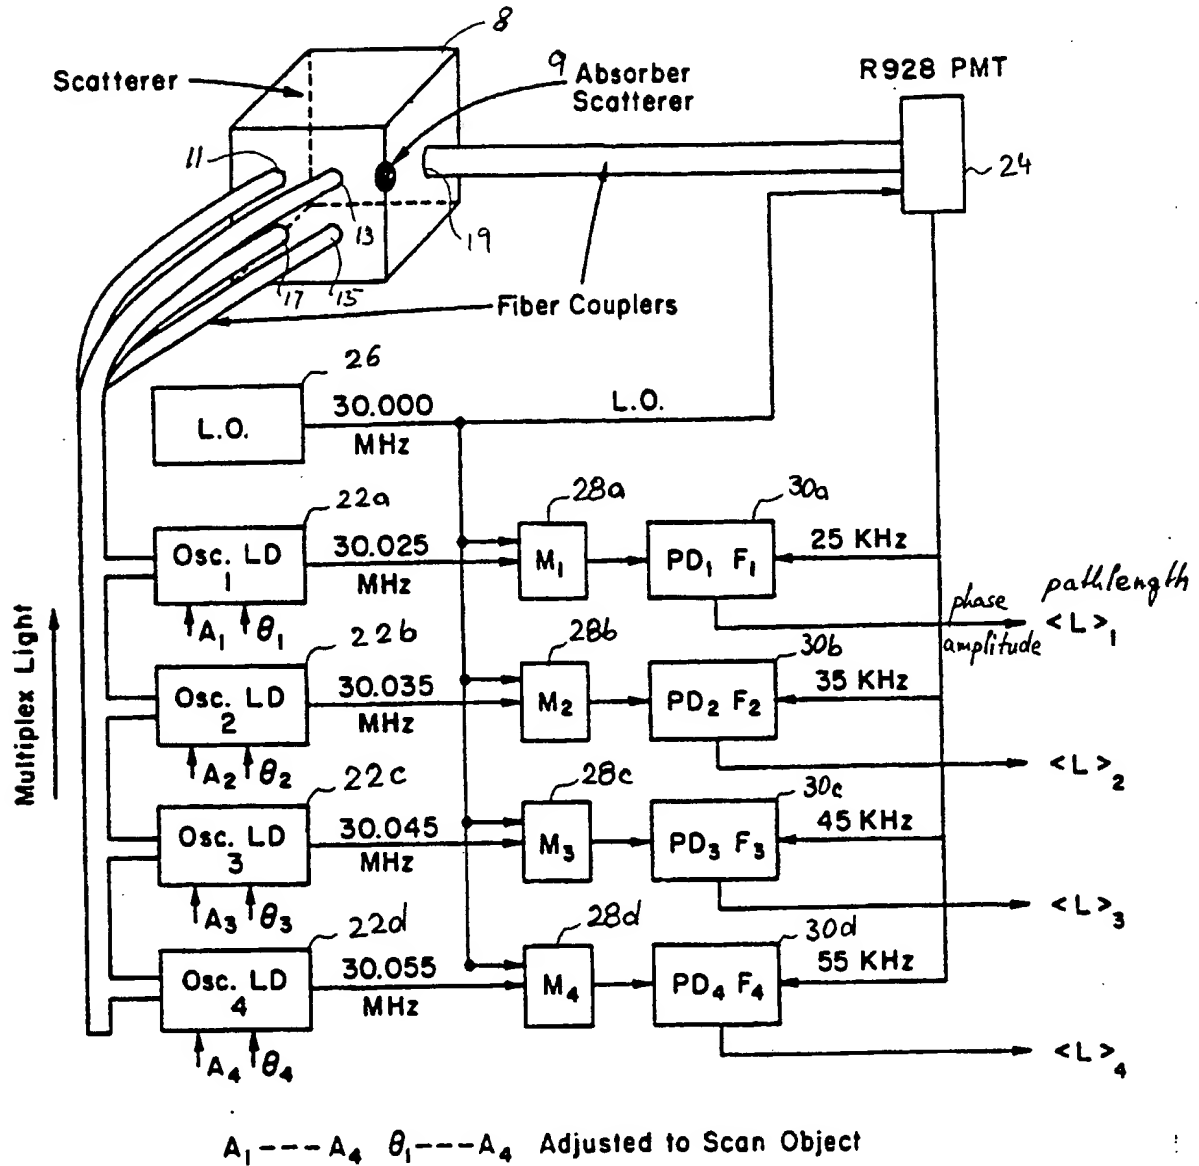 8
Scatterer
9
Absorber
Scatterer
R928 PMT
24
11
13
19
17
15
Fiber Couplers
26
L.O.
30.000
MHz
L.O.
22a
28a
30a
Osc. LD
1
30.025
MHz
M1
PD1 F1
25 KHz
A1 θ1
phase
amplitude
pathlength
<L>1
22b
28b
30b
Osc. LD
2
30.035
MHz
M2
PD2 F2
35 KHz
A2 θ2
<L>2
Multiplex Light
22c
28c
30c
Osc. LD
3
30.045
MHz
M3
PD3 F3
45 KHz
A3 θ3
<L>3
22d
28d
30d
Osc. LD
4
30.055
MHz
M4
PD4 F4
55 KHz
A4 θ4
<L>4
A1---A4 θ1---A4 Adjusted to Scan Object